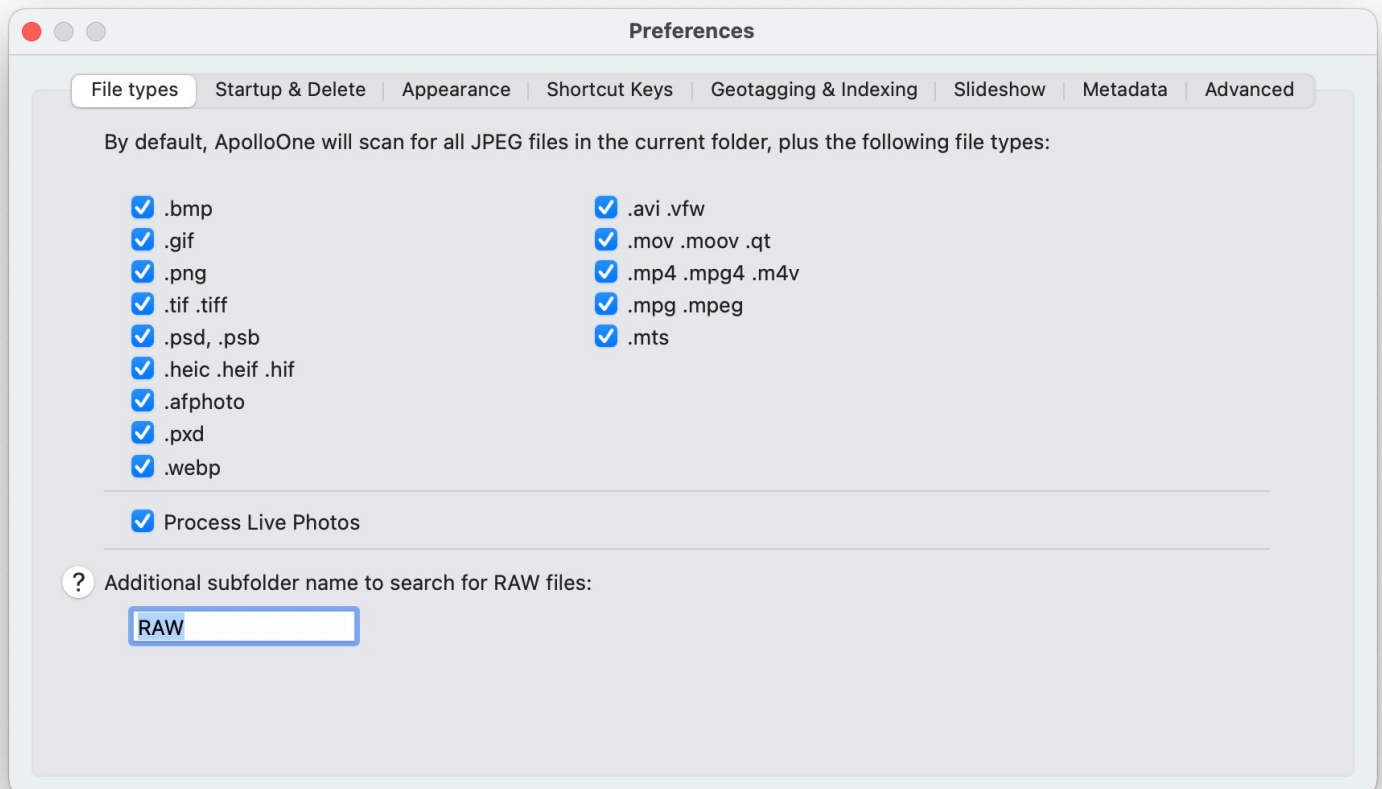 Preferences
File types
Startup & Delete
Appearance
Shortcut Keys
Geotagging & Indexing
Slideshow
Metadata
Advanced
By default, ApolloOne will scan for all JPEG files in the current folder, plus the following file types:
.bmp
.gif
.png
.tif .tiff
.psd, .psb
.heic .heif .hif
.afphoto
.pxd
.webp
.avi .vfw
.mov .moov .qt
.mp4 .mpg4 .m4v
.mpg .mpeg
.mts
Process Live Photos
? Additional subfolder name to search for RAW files:
RAW